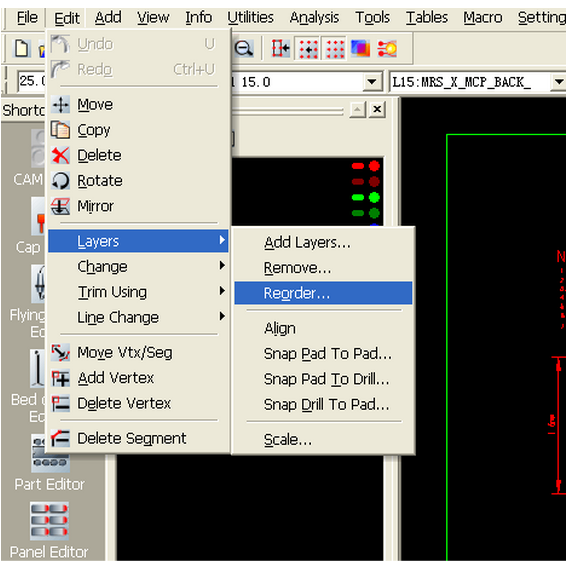 File Edit Add View Info Utilities Analysis Tools Tables Macro Setting
Undo U
Redo Ctrl+U
25. 15.0 L15:MRS_X_MCP_BACK_
Move
Copy
Delete
Rotate
Mirror
Layers
Change
Trim Using
Line Change
Move Vtx/Seg
Add Vertex
Delete Vertex
Delete Segment
Add Layers...
Remove...
Reorder...
Align
Snap Pad To Pad...
Snap Pad To Drill...
Snap Drill To Pad...
Scale...
Shortc
CAM
Cap
Flying
Ed
Bed
Ed
Part Editor
Panel Editor
N